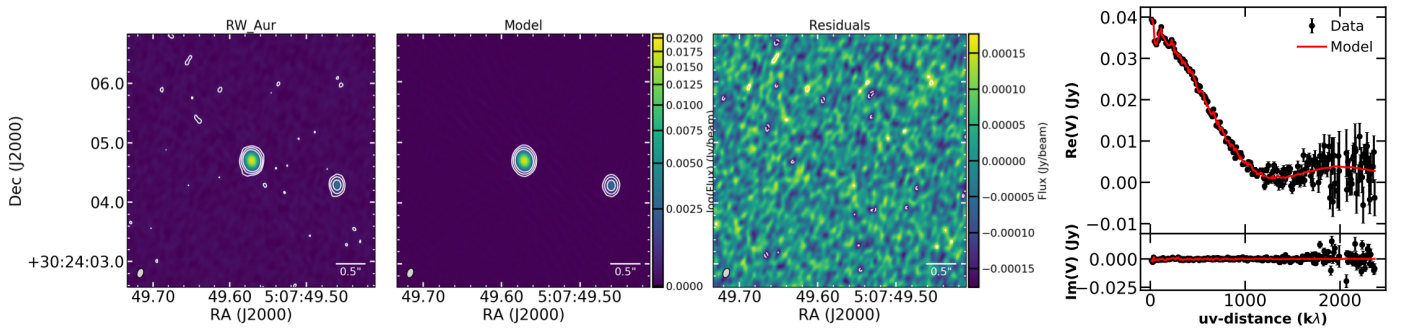 RW_Aur
Dec (J2000)
06.0
05.0
04.0
+30:24:03.0
0.5"
49.70 49.60 5:07:49.50
RA (J2000)
Model
0.5"
49.70 49.60 5:07:49.50
RA (J2000)
0.0200
0.0175
0.0150
0.0125
0.0100
0.0075
0.0050
0.0025
0.0000
log(Flux) (Jy/beam)
Residuals
0.5"
49.70 49.60 5:07:49.50
RA (J2000)
0.00015
0.00010
0.00005
0.00000
−0.00005
−0.00010
−0.00015
Flux (Jy/beam)
Re(V) (Jy)
0.04
0.03
0.02
0.01
0.00
−0.01
Data
Model
Im(V) (Jy)
0.000
−0.025
0 1000 2000
uv-distance (kλ)